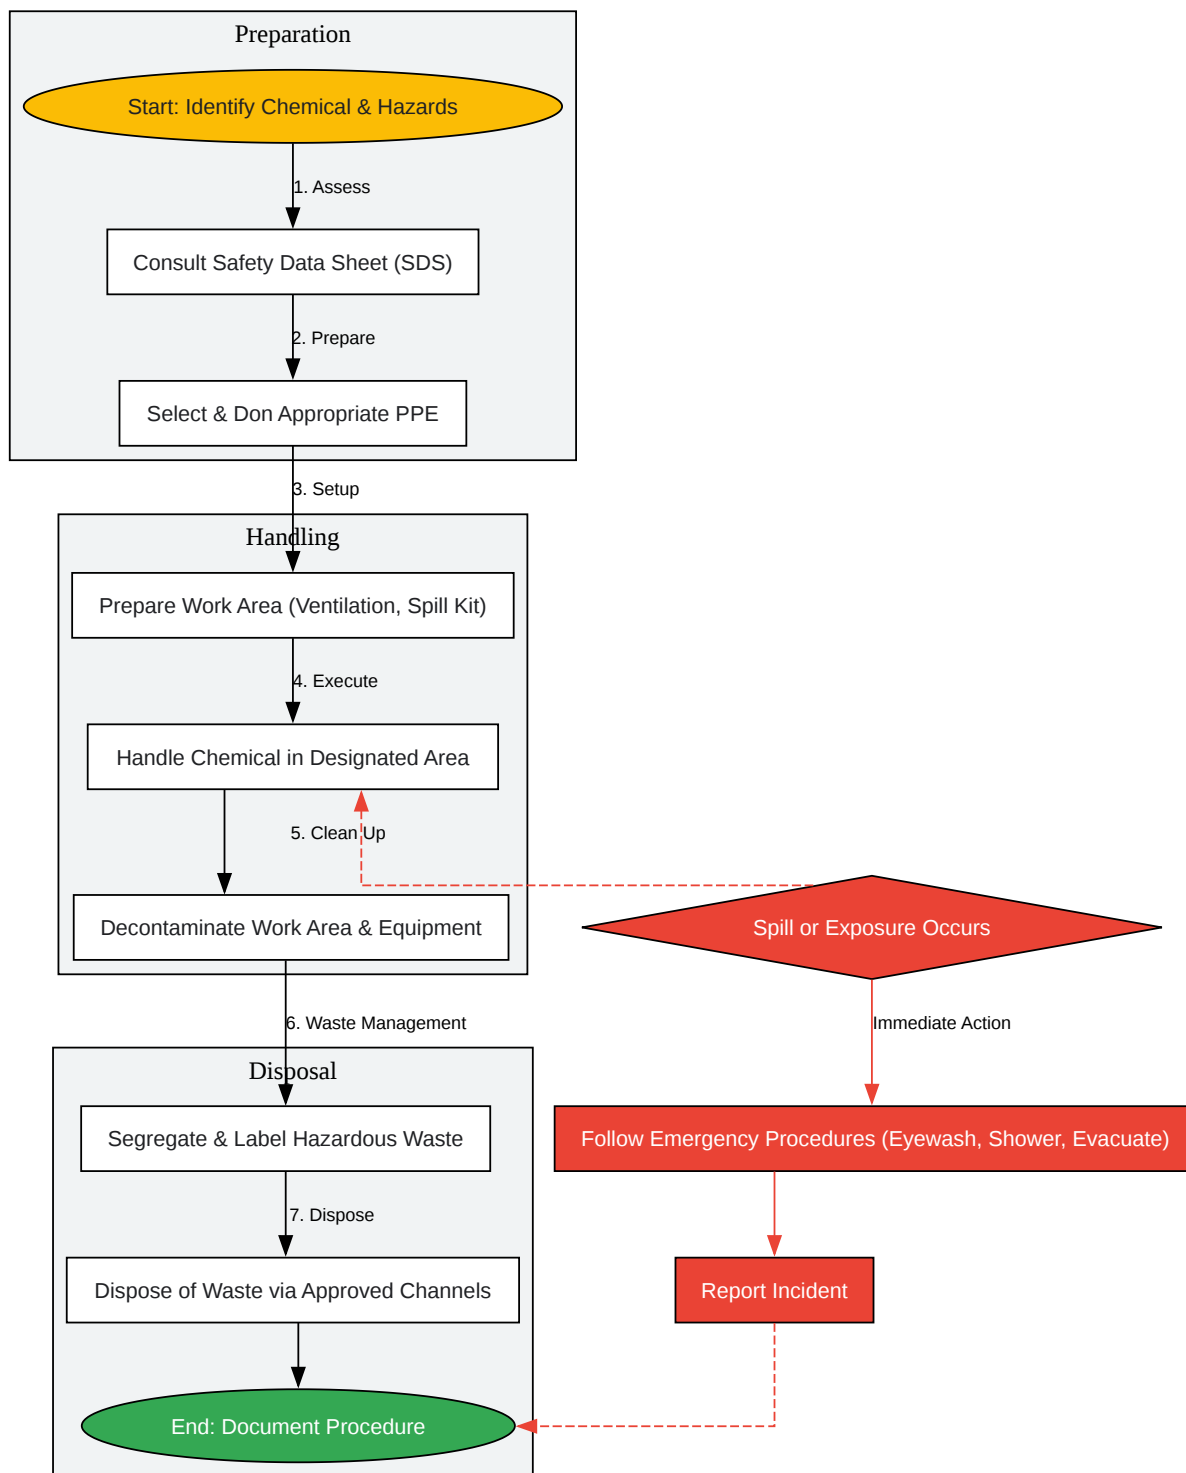 Preparation
Start: Identify Chemical & Hazards
1. Assess
Consult Safety Data Sheet (SDS)
2. Prepare
Select & Don Appropriate PPE
3. Setup
Handling
Prepare Work Area (Ventilation, Spill Kit)
4. Execute
Handle Chemical in Designated Area
5. Clean Up
Decontaminate Work Area & Equipment
Spill or Exposure Occurs
6. Waste Management
Immediate Action
Disposal
Segregate & Label Hazardous Waste
Follow Emergency Procedures (Eyewash, Shower, Evacuate)
7. Dispose
Dispose of Waste via Approved Channels
Report Incident
End: Document Procedure